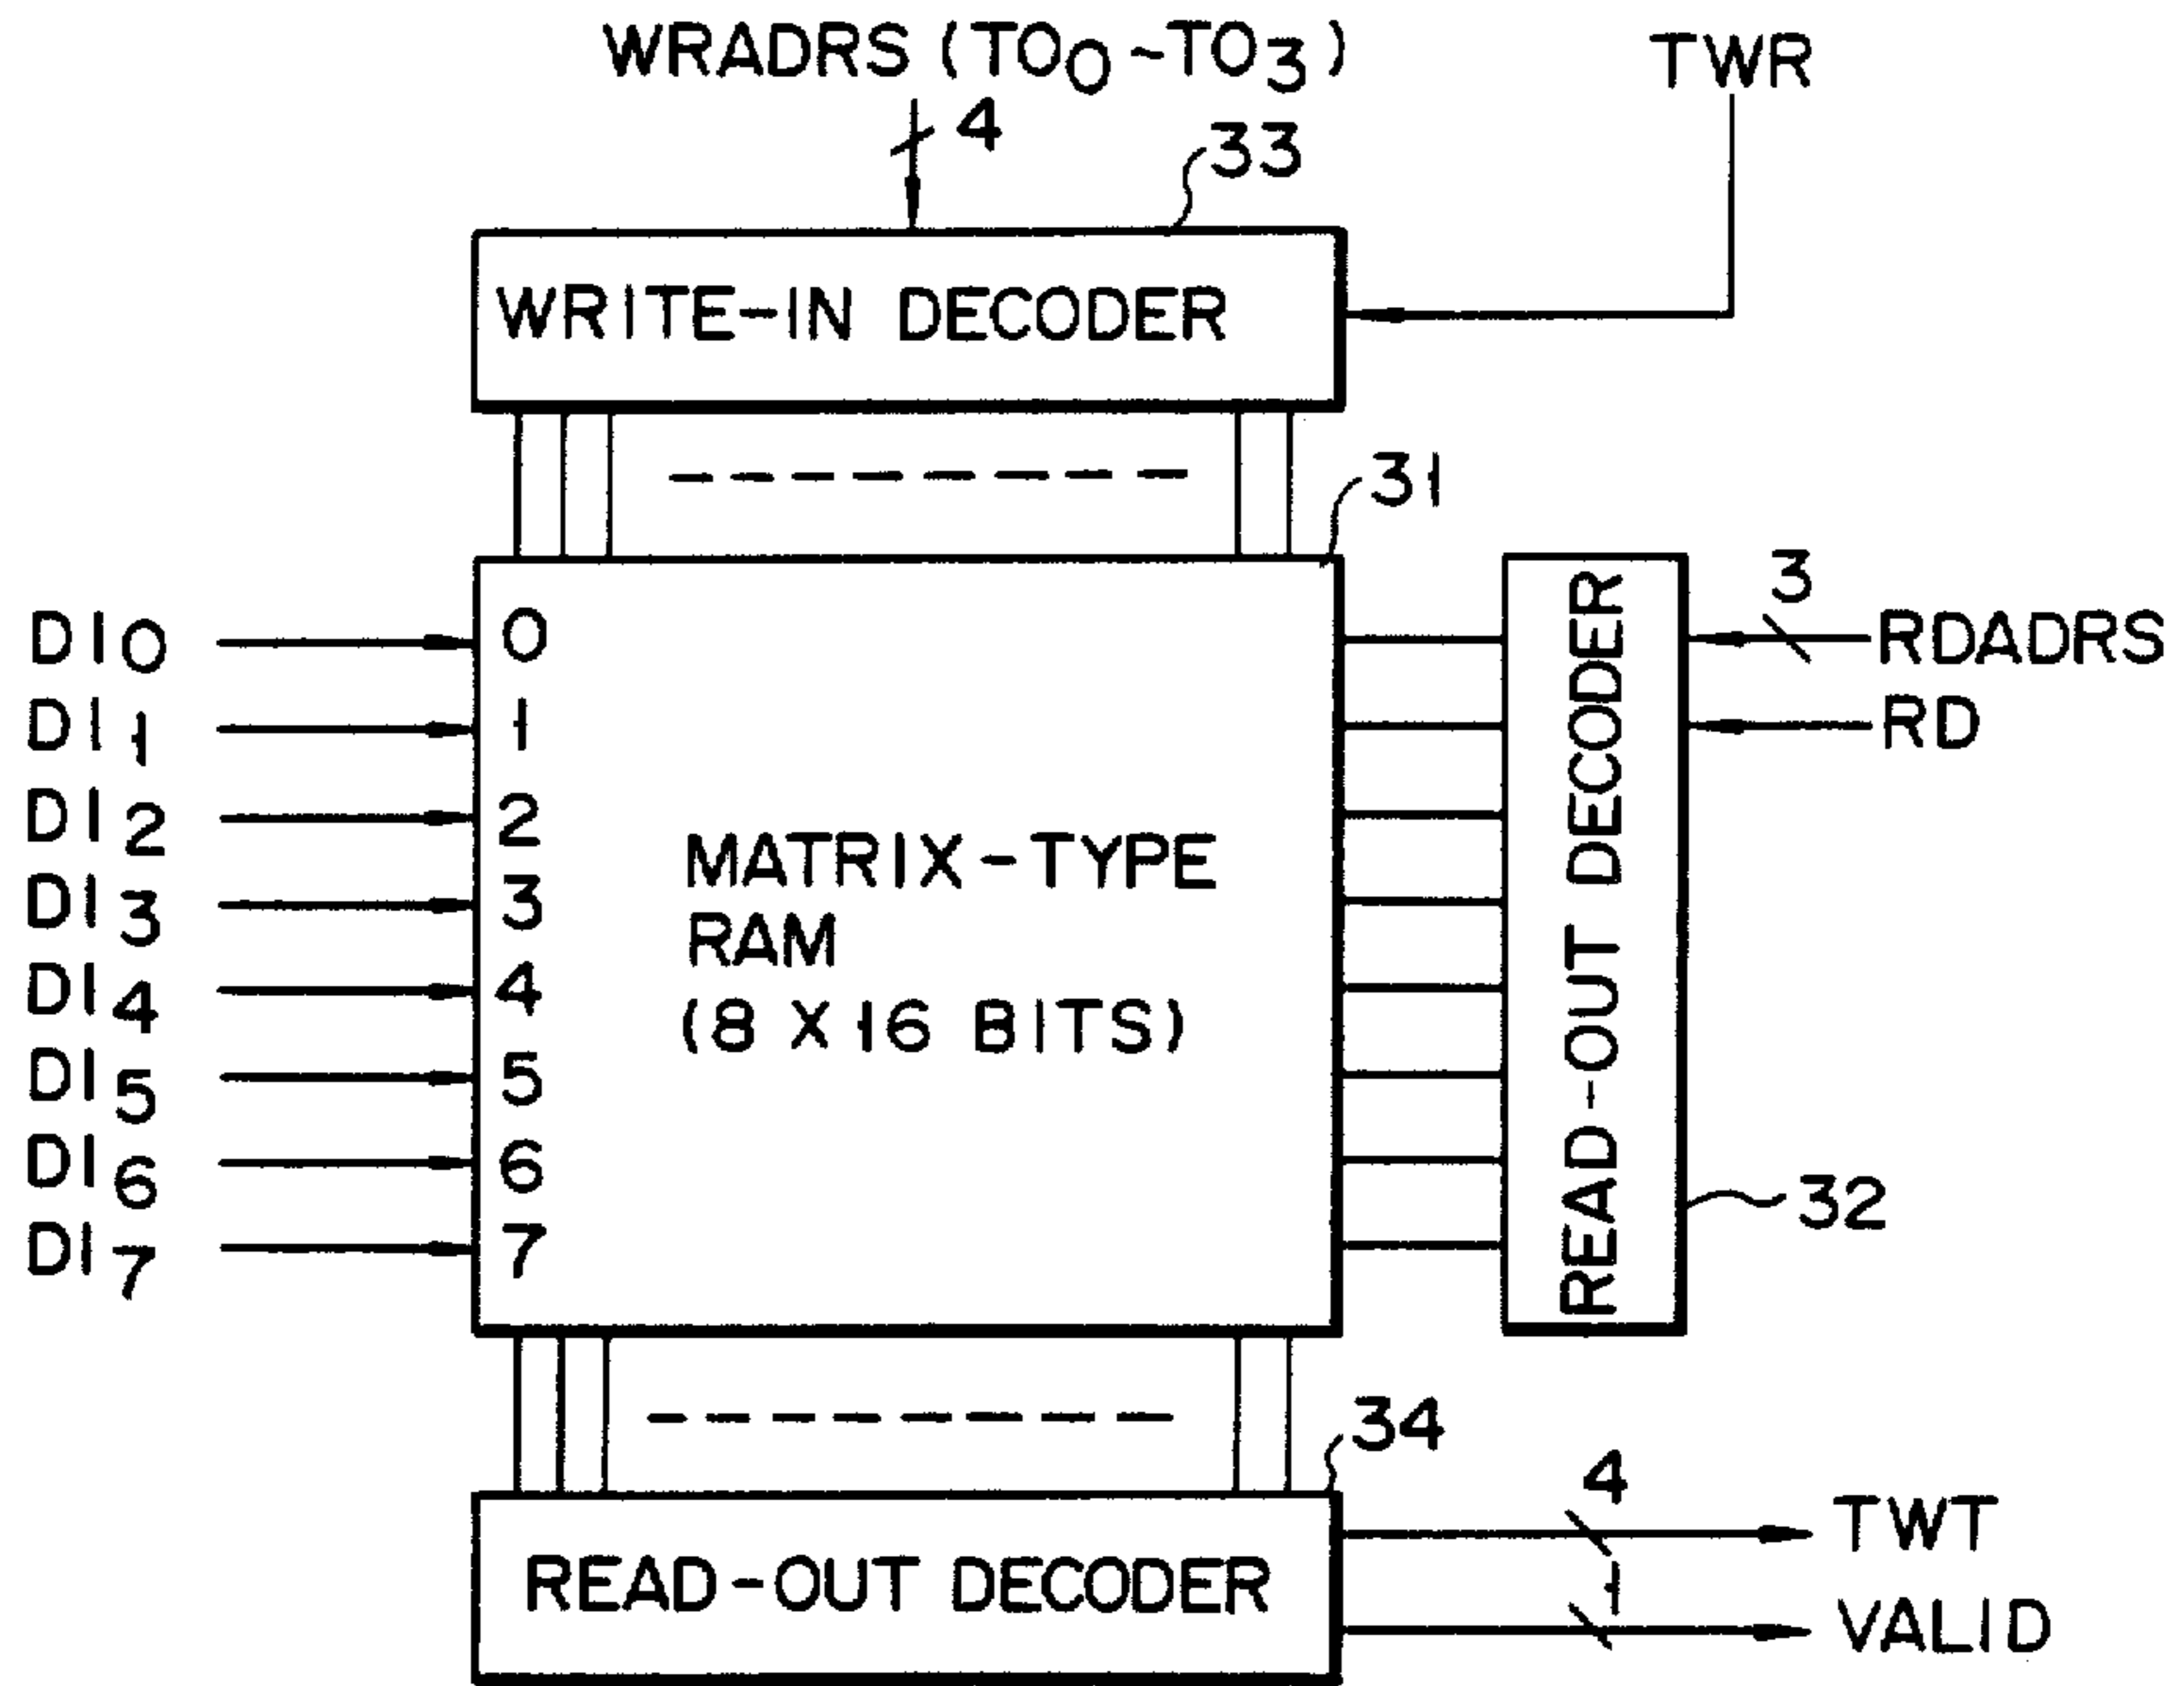 WRADRS (TO0~TO3)
TWR
4
33
WRITE-IN DECODER
31
3
DI0
0
RDADRS
DI1
1
RD
DI2
2
DI3
3
DI4
4
DI5
5
DI6
6
DI7
7
MATRIX-TYPE
RAM
(8 X 16 BITS)
READ-OUT DECODER
32
34
4
TWT
READ-OUT DECODER
1
VALID